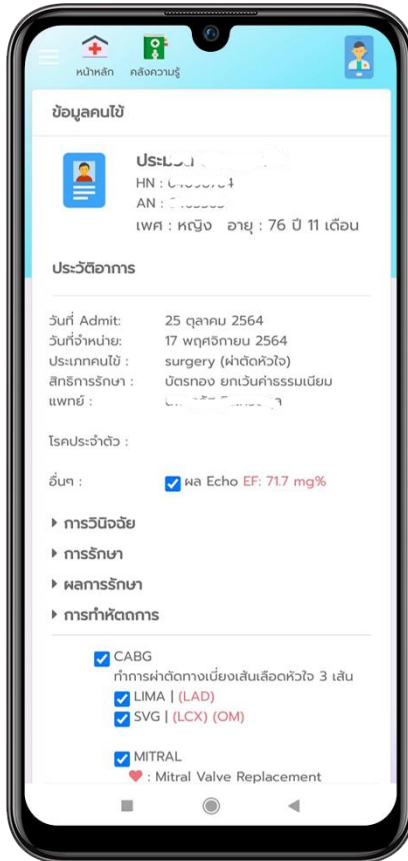 หน้าหลัก คลังความรู้
ข้อมูลคนไข้
HN :
AN :
เพศ : หญิง อายุ : 76 ปี 11 เดือน
ประวัติอาการ
วันที่ Admit: 25 ตุลาคม 2564
วันที่จำหน่าย: 17 พฤศจิกายน 2564
ประเภทคนไข้ : surgery (ผ่าตัดหัวใจ)
สิทธิการรักษา : บัตรทอง ยกเว้นค่าธรรมเนียม
แพทย์ :
โรคประจำตัว :
อื่นๆ : ผล Echo EF: 71.7 mg%
การวินิจฉัย
การรักษา
ผลการรักษา
การทำหัตถการ
CABG
ทำการผ่าตัดทางเบี่ยงเส้นเลือดหัวใจ 3 เส้น
LIMA | (LAD)
SVG | (LCX) (OM)
MITRAL
: Mitral Valve Replacement